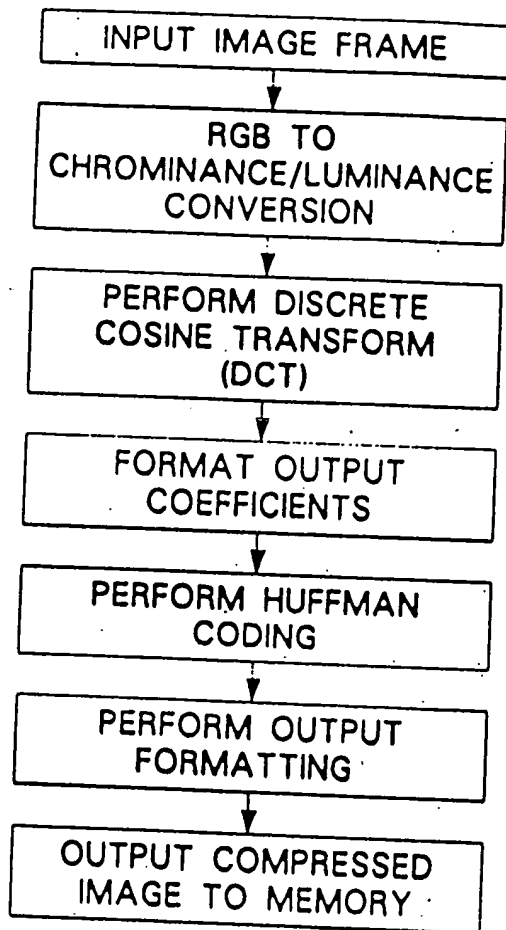 INPUT IMAGE FRAME
RGB TO
CHROMINANCE/LUMINANCE
CONVERSION
PERFORM DISCRETE
COSINE TRANSFORM
(DCT)
FORMAT OUTPUT
COEFFICIENTS
PERFORM HUFFMAN
CODING
PERFORM OUTPUT
FORMATTING
OUTPUT COMPRESSED
IMAGE TO MEMORY